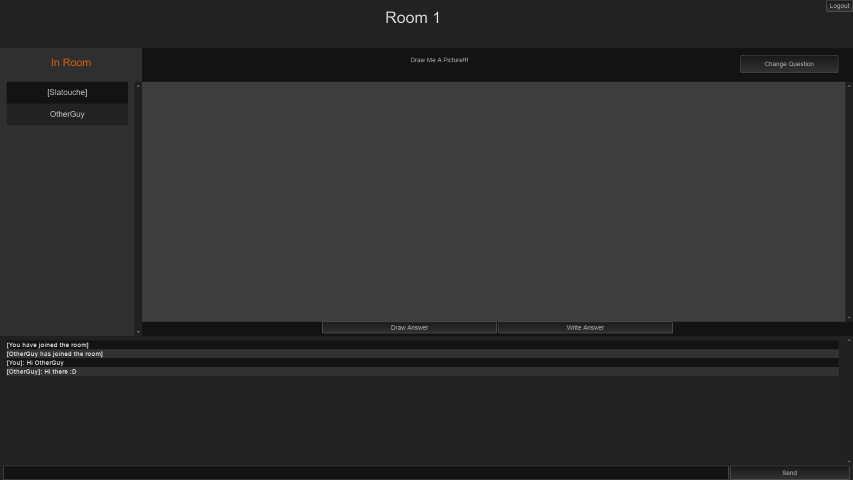 Logout
Room 1
In Room
Draw Me A Picture!!!
Change Question
[Slatouche]
OtherGuy
Draw Answer
Write Answer
[You have joined the room]
[OtherGuy has joined the room]
[You]: Hi OtherGuy
[OtherGuy]: Hi there :D
Send